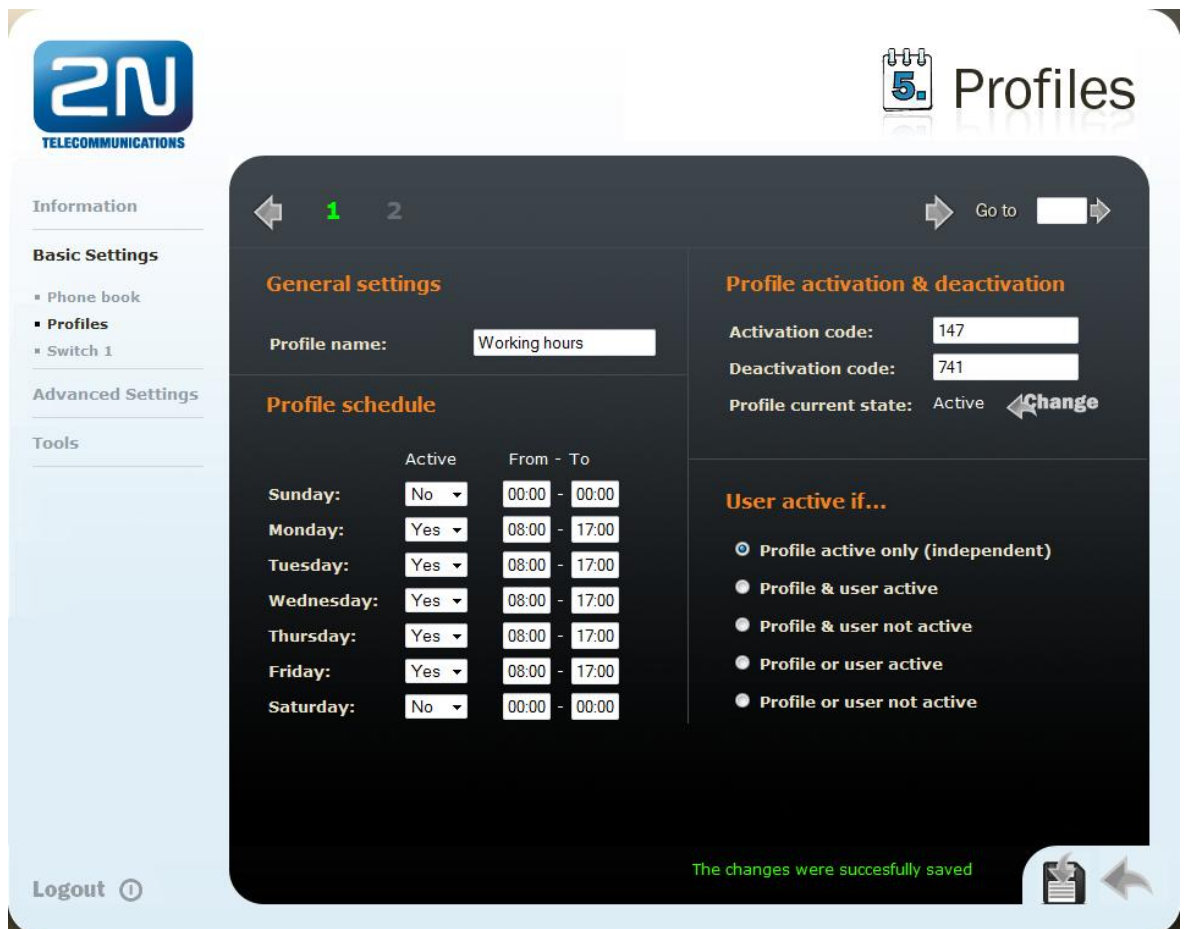 2N
TELECOMMUNICATIONS
5.
Profiles
Information
Basic Settings
Phone book
Profiles
Switch 1
Advanced Settings
Tools
Logout
1 2
Go to
General settings
Profile name: Working hours
Profile schedule
Active From - To
Sunday: No 00:00 - 00:00
Monday: Yes 08:00 - 17:00
Tuesday: Yes 08:00 - 17:00
Wednesday: Yes 08:00 - 17:00
Thursday: Yes 08:00 - 17:00
Friday: Yes 08:00 - 17:00
Saturday: No 00:00 - 00:00
Profile activation & deactivation
Activation code: 147
Deactivation code: 741
Profile current state: Active Change
User active if...
Profile active only (independent)
Profile & user active
Profile & user not active
Profile or user active
Profile or user not active
The changes were succesfully saved